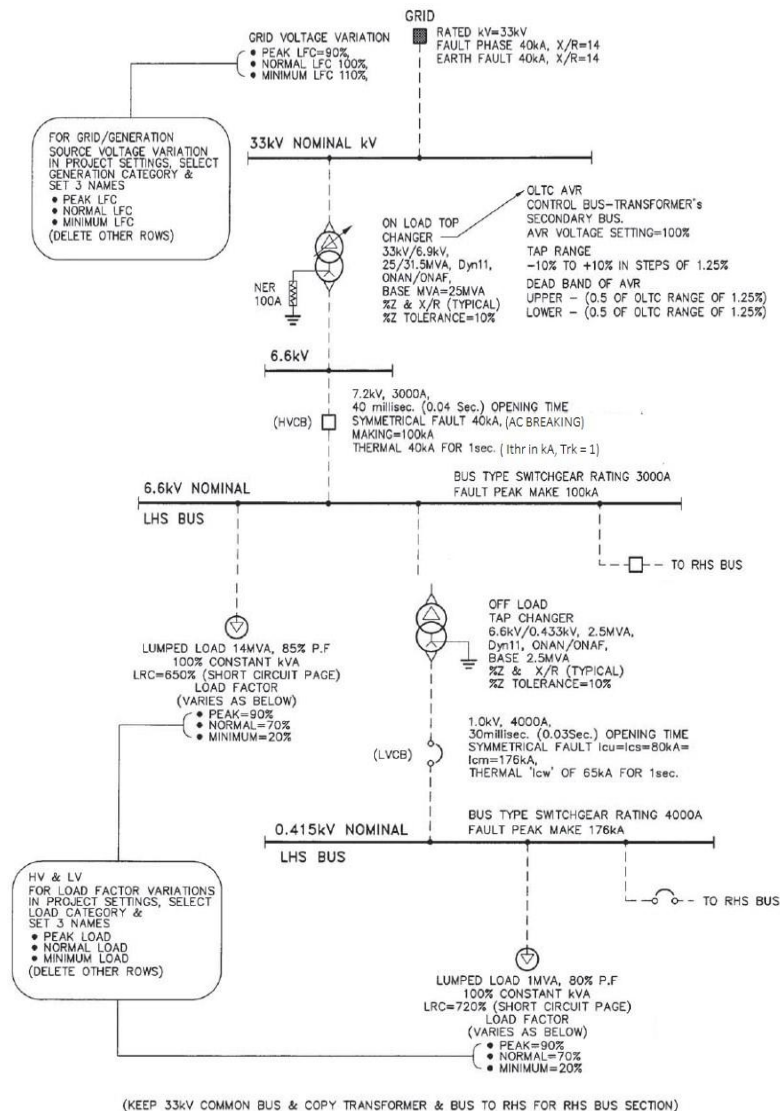 GRID
RATED kV=33kV
FAULT PHASE 40kA, X/R=14
EARTH FAULT 40kA, X/R=14
GRID VOLTAGE VARIATION
● PEAK LFC=90%,
● NORMAL LFC 100%,
● MINIMUM LFC 110%,
FOR GRID/GENERATION
SOURCE VOLTAGE VARIATION
IN PROJECT SETTINGS, SELECT
GENERATION CATEGORY &
SET 3 NAMES
● PEAK LFC
● NORMAL LFC
● MINIMUM LFC
(DELETE OTHER ROWS)
33kV NOMINAL kV
ON LOAD TOP
CHANGER
33kV/6.9kV,
25/31.5MVA, Dyn11,
ONAN/ONAF,
BASE MVA=25MVA
%Z & X/R (TYPICAL)
%Z TOLERANCE=10%
OLTC AVR
CONTROL BUS-TRANSFORMER's
SECONDARY BUS.
AVR VOLTAGE SETTING=100%
TAP RANGE
-10% TO +10% IN STEPS OF 1.25%
DEAD BAND OF AVR
UPPER - (0.5 OF OLTC RANGE OF 1.25%)
LOWER - (0.5 OF OLTC RANGE OF 1.25%)
NER
100A
6.6kV
(HVCB)
7.2kV, 3000A,
40 millisec. (0.04 Sec.) OPENING TIME
SYMMETRICAL FAULT 40kA, (AC BREAKING)
MAKING=100kA
THERMAL 40kA FOR 1sec. ( Ithr in kA, Trk = 1)
6.6kV NOMINAL
LHS BUS
BUS TYPE SWITCHGEAR RATING 3000A
FAULT PEAK MAKE 100kA
TO RHS BUS
LUMPED LOAD 14MVA, 85% P.F
100% CONSTANT kVA
LRC=650% (SHORT CIRCUIT PAGE)
LOAD FACTOR
(VARIES AS BELOW)
● PEAK=90%
● NORMAL=70%
● MINIMUM=20%
OFF LOAD
TAP CHANGER
6.6kV/0.433kV, 2.5MVA,
Dyn11, ONAN/ONAF,
BASE 2.5MVA
%Z & X/R (TYPICAL)
%Z TOLERANCE=10%
(LVCB)
1.0kV, 4000A,
30millisec. (0.03Sec.) OPENING TIME
SYMMETRICAL FAULT Icu=Ics=80kA=
Icm=176kA,
THERMAL 'Icw' OF 65kA FOR 1sec.
0.415kV NOMINAL
LHS BUS
BUS TYPE SWITCHGEAR RATING 4000A
FAULT PEAK MAKE 176kA
TO RHS BUS
HV & LV
FOR LOAD FACTOR VARIATIONS
IN PROJECT SETTINGS, SELECT
LOAD CATEGORY &
SET 3 NAMES
● PEAK LOAD
● NORMAL LOAD
● MINIMUM LOAD
(DELETE OTHER ROWS)
LUMPED LOAD 1MVA, 80% P.F
100% CONSTANT kVA
LRC=720% (SHORT CIRCUIT PAGE)
LOAD FACTOR
(VARIES AS BELOW)
● PEAK=90%
● NORMAL=70%
● MINIMUM=20%
(KEEP 33kV COMMON BUS & COPY TRANSFORMER & BUS TO RHS FOR RHS BUS SECTION)